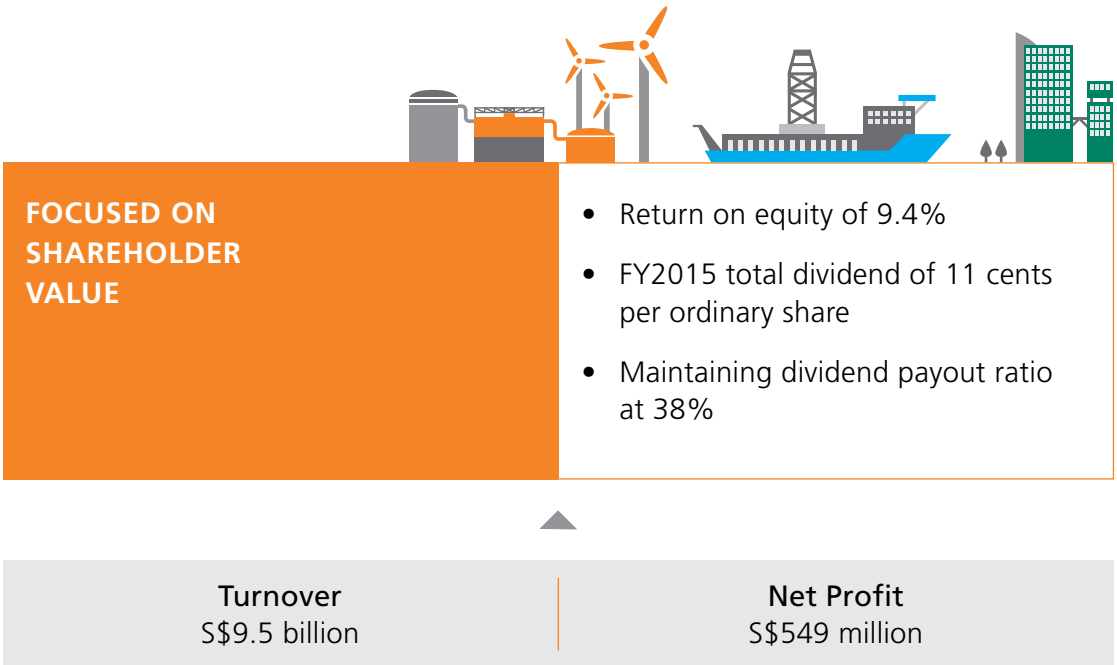 FOCUSED ON
SHAREHOLDER
VALUE
• Return on equity of 9.4%
• FY2015 total dividend of 11 cents
per ordinary share
• Maintaining dividend payout ratio
at 38%
Turnover
S$9.5 billion
Net Profit
S$549 million